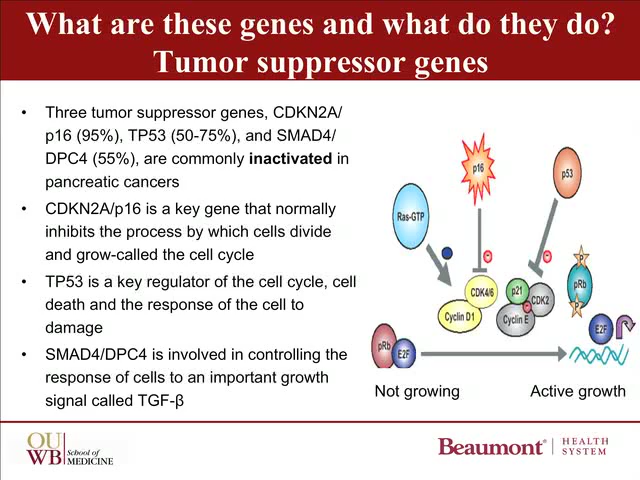 What are these genes and what do they do?
Tumor suppressor genes
• Three tumor suppressor genes, CDKN2A/
p16 (95%), TP53 (50-75%), and SMAD4/
DPC4 (55%), are commonly inactivated in
pancreatic cancers
• CDKN2A/p16 is a key gene that normally
inhibits the process by which cells divide
and grow-called the cell cycle
• TP53 is a key regulator of the cell cycle, cell
death and the response of the cell to
damage
• SMAD4/DPC4 is involved in controlling the
response of cells to an important growth
signal called TGF-β
p16
p53
Ras-GTP
P
pRb
P
CDK4/6
Cyclin D1
p21
CDK2
Cyclin E
E2F
pRb
E2F
Not growing
Active growth
OU
WB
School of
MEDICINE
Beaumont®
HEALTH
SYSTEM